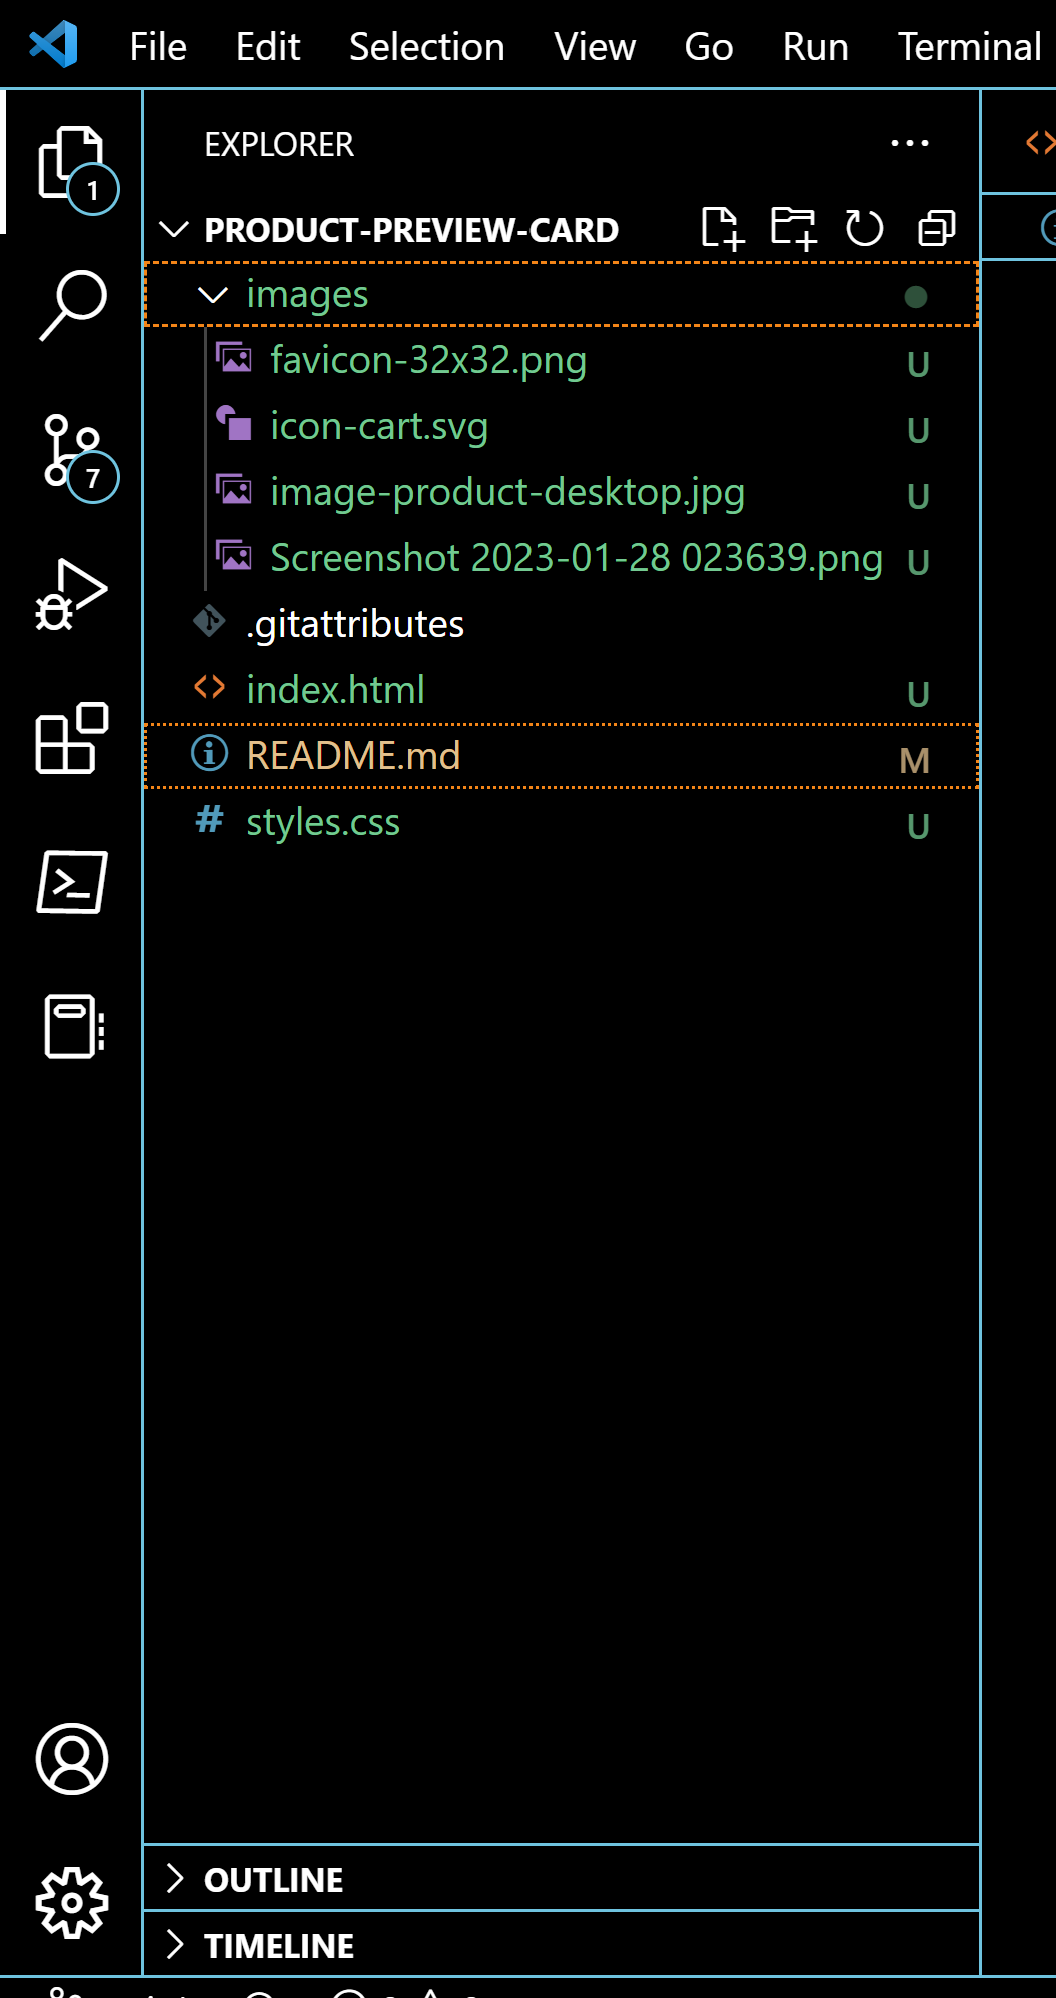 File Edit Selection View Go Run Terminal
EXPLORER
1
PRODUCT-PREVIEW-CARD
images
favicon-32x32.png U
icon-cart.svg U
7
image-product-desktop.jpg U
Screenshot 2023-01-28 023639.png U
.gitattributes
index.html U
README.md M
# styles.css U
OUTLINE
TIMELINE